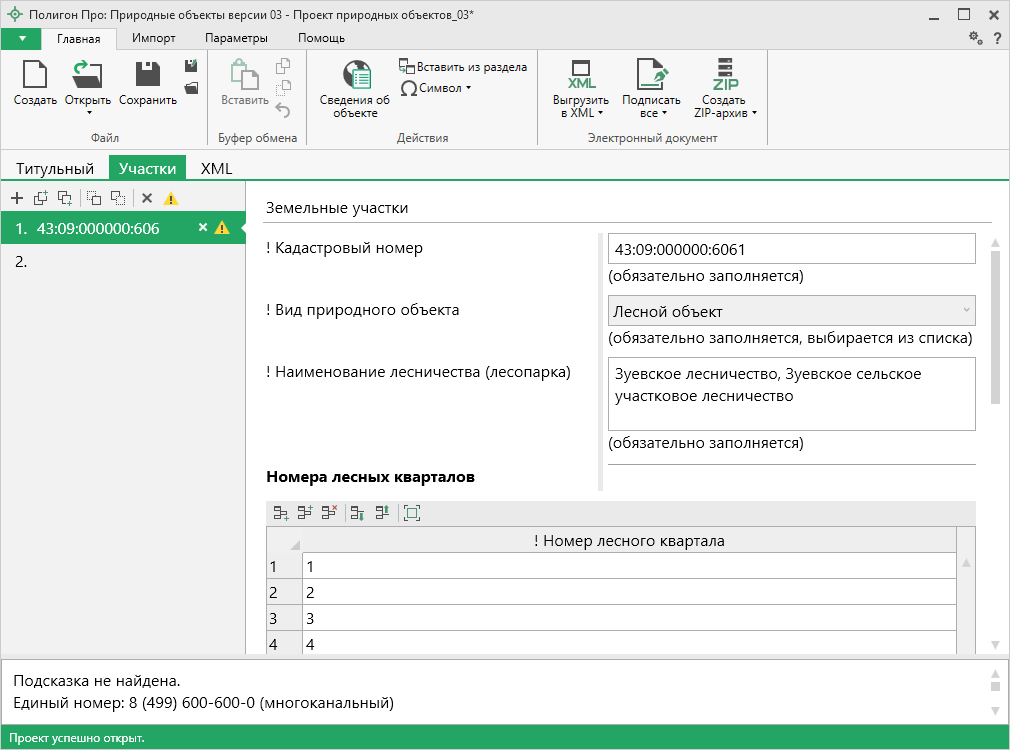 Полигон Про: Природные объекты версии 03 - Проект природных объектов_03*
Главная Импорт Параметры Помощь
?
Создать Открыть Сохранить
Файл
Вставить
Буфер обмена
Сведения об
объекте
Вставить из раздела
Символ
Действия
XML
Выгрузить
в XML
Подписать
все
ZIP
Создать
ZIP-архив
Электронный документ
Титульный Участки XML
1. 43:09:000000:606
2.
Земельные участки
! Кадастровый номер
43:09:000000:6061
(обязательно заполняется)
! Вид природного объекта
Лесной объект
(обязательно заполняется, выбирается из списка)
! Наименование лесничества (лесопарка)
Зуевское лесничество, Зуевское сельское
участковое лесничество
(обязательно заполняется)
Номера лесных кварталов
! Номер лесного квартала
1 1
2 2
3 3
4 4
Подсказка не найдена.
Единый номер: 8 (499) 600-600-0 (многоканальный)
Проект успешно открыт.